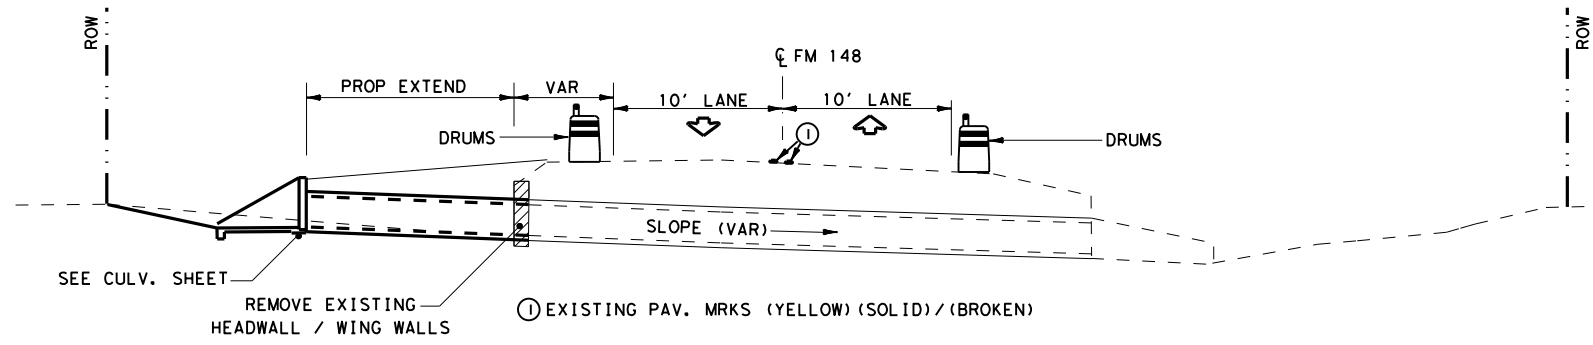 ROW
ROW
℄ FM 148
PROP EXTEND
VAR
10' LANE
10' LANE
DRUMS
1
DRUMS
SLOPE (VAR)
SEE CULV. SHEET
REMOVE EXISTING
HEADWALL / WING WALLS
1 EXISTING PAV. MRKS (YELLOW)(SOLID)/(BROKEN)